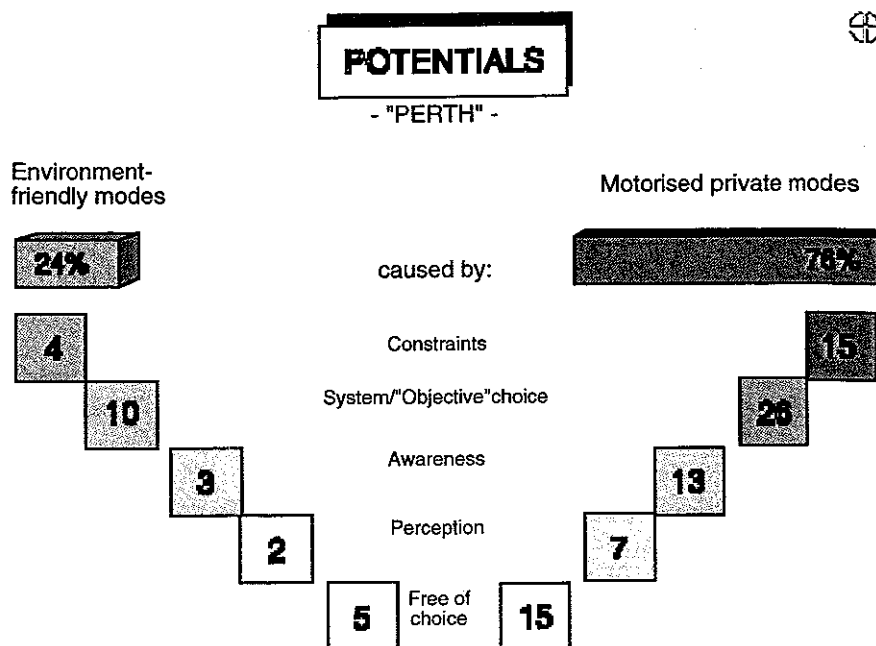 POTENTIALS
- "PERTH" -
Environment-
friendly modes
Motorised private modes
24%
caused by:
76%
4
Constraints
15
10
System/"Objective"choice
26
3
Awareness
13
2
Perception
7
5
Free of
choice
15